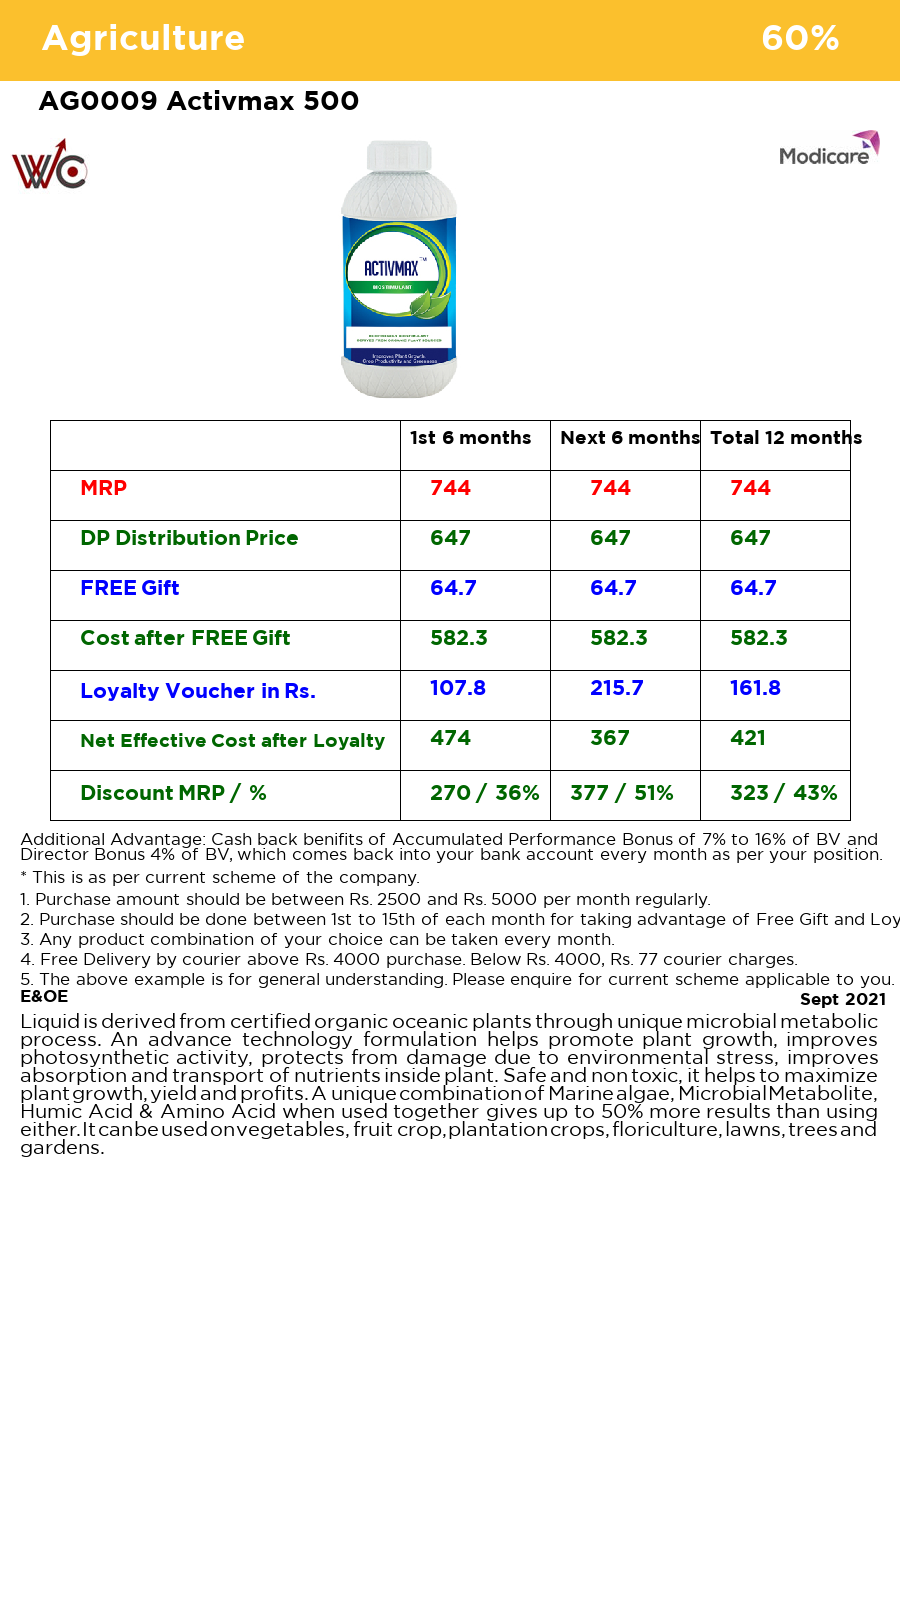 Agriculture 60%
AG0009 Activmax 500
WC
Modicare
ACTIVMAX™
BIOSTIMULANT
DERIVED FROM ORGANIC PLANT SOURCES
Improves Plant Growth
Crop Productivity and Greenness
1st 6 months Next 6 months Total 12 months
MRP 744 744 744
DP Distribution Price 647 647 647
FREE Gift 64.7 64.7 64.7
Cost after FREE Gift 582.3 582.3 582.3
Loyalty Voucher in Rs. 107.8 215.7 161.8
Net Effective Cost after Loyalty 474 367 421
Discount MRP / % 270 / 36% 377 / 51% 323 / 43%
Additional Advantage: Cash back benifits of Accumulated Performance Bonus of 7% to 16% of BV and
Director Bonus 4% of BV, which comes back into your bank account every month as per your position.
* This is as per current scheme of the company.
1. Purchase amount should be between Rs. 2500 and Rs. 5000 per month regularly.
2. Purchase should be done between 1st to 15th of each month for taking advantage of Free Gift and Loy
3. Any product combination of your choice can be taken every month.
4. Free Delivery by courier above Rs. 4000 purchase. Below Rs. 4000, Rs. 77 courier charges.
5. The above example is for general understanding. Please enquire for current scheme applicable to you.
E&OE Sept 2021
Liquid is derived from certified organic oceanic plants through unique microbial metabolic
process. An advance technology formulation helps promote plant growth, improves
photosynthetic activity, protects from damage due to environmental stress, improves
absorption and transport of nutrients inside plant. Safe and non toxic, it helps to maximize
plant growth, yield and profits. A unique combination of Marine algae, Microbial Metabolite,
Humic Acid & Amino Acid when used together gives up to 50% more results than using
either. It can be used on vegetables, fruit crop, plantation crops, floriculture, lawns, trees and
gardens.